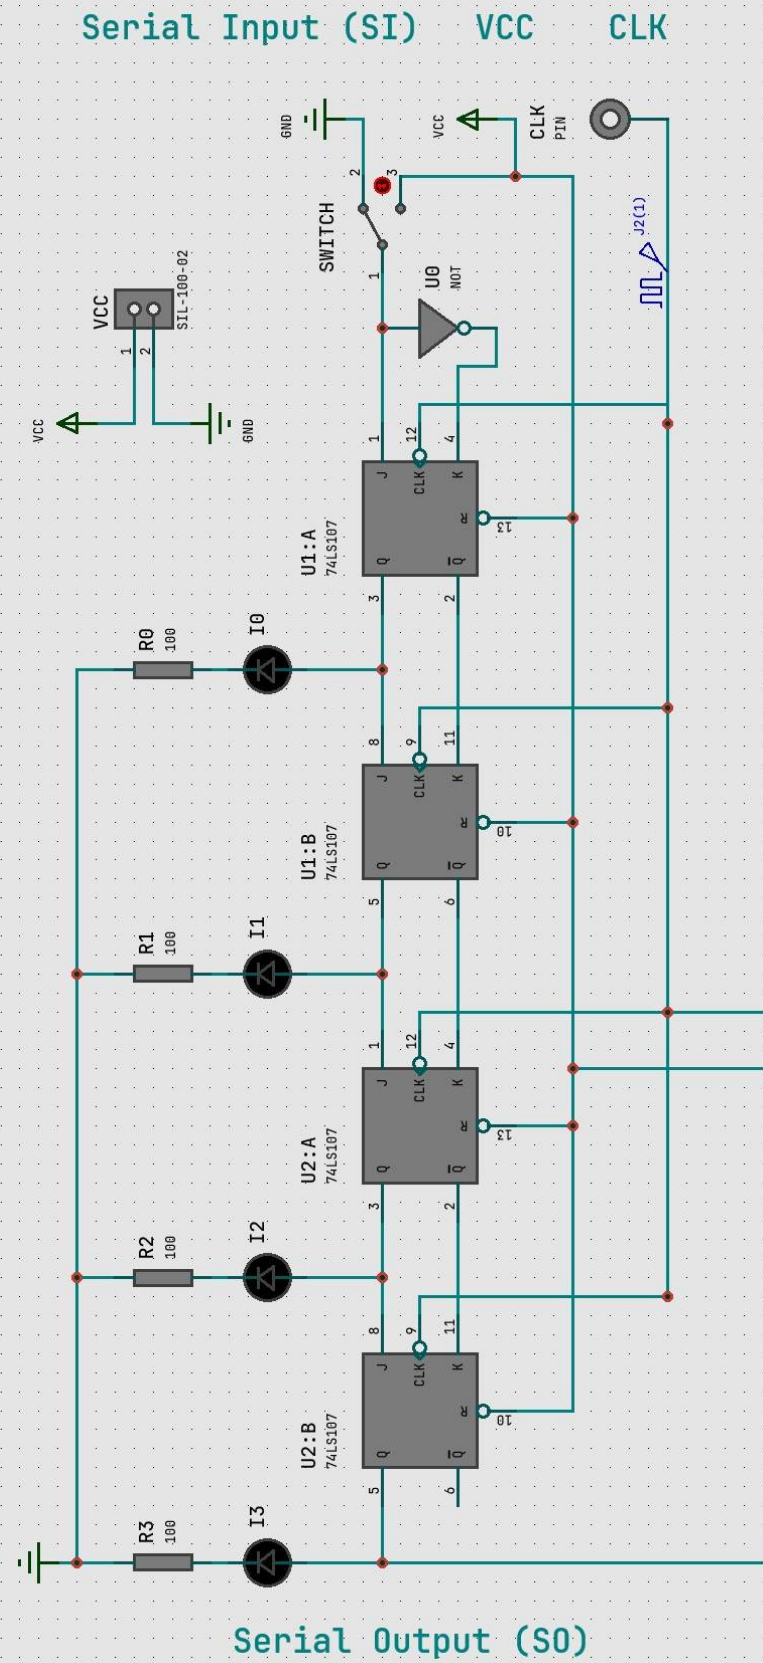 Serial Input (SI) VCC CLK
GND
VCC
CLK
PIN
2
3
SWITCH
1
J2(1)
VCC
SIL-100-02
1
2
VCC
GND
U0
NOT
1
12
4
J
CLK
K
U1:A
74LS107
R
13
Q
Q
3
2
R0
100
I0
8
9
11
J
CLK
K
U1:B
74LS107
R
10
Q
Q
5
6
R1
100
I1
1
12
4
J
CLK
K
U2:A
74LS107
R
13
Q
Q
3
2
R2
100
I2
8
9
11
J
CLK
K
U2:B
74LS107
R
10
Q
Q
5
6
R3
100
I3
Serial Output (SO)